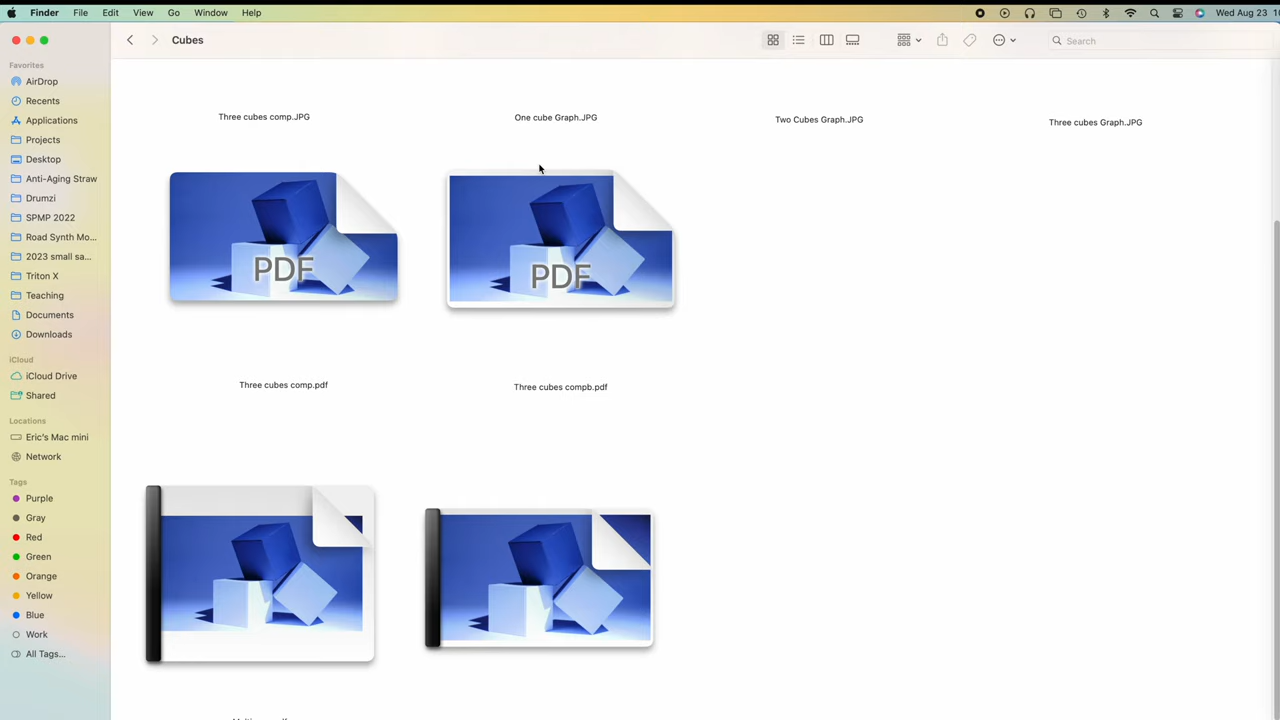 Finder File Edit View Go Window Help Wed Aug 23
Cubes
Search
Favorites
AirDrop
Recents
Applications
Projects
Desktop
Anti-Aging Straw
Drumzi
SPMP 2022
Road Synth Mo...
2023 small sa...
Triton X
Teaching
Documents
Downloads
iCloud
iCloud Drive
Shared
Locations
Eric's Mac mini
Network
Tags
Purple
Gray
Red
Green
Orange
Yellow
Blue
Work
All Tags...
Three cubes comp.JPG One cube Graph.JPG Two Cubes Graph.JPG Three cubes Graph.JPG
PDF PDF
Three cubes comp.pdf Three cubes compb.pdf